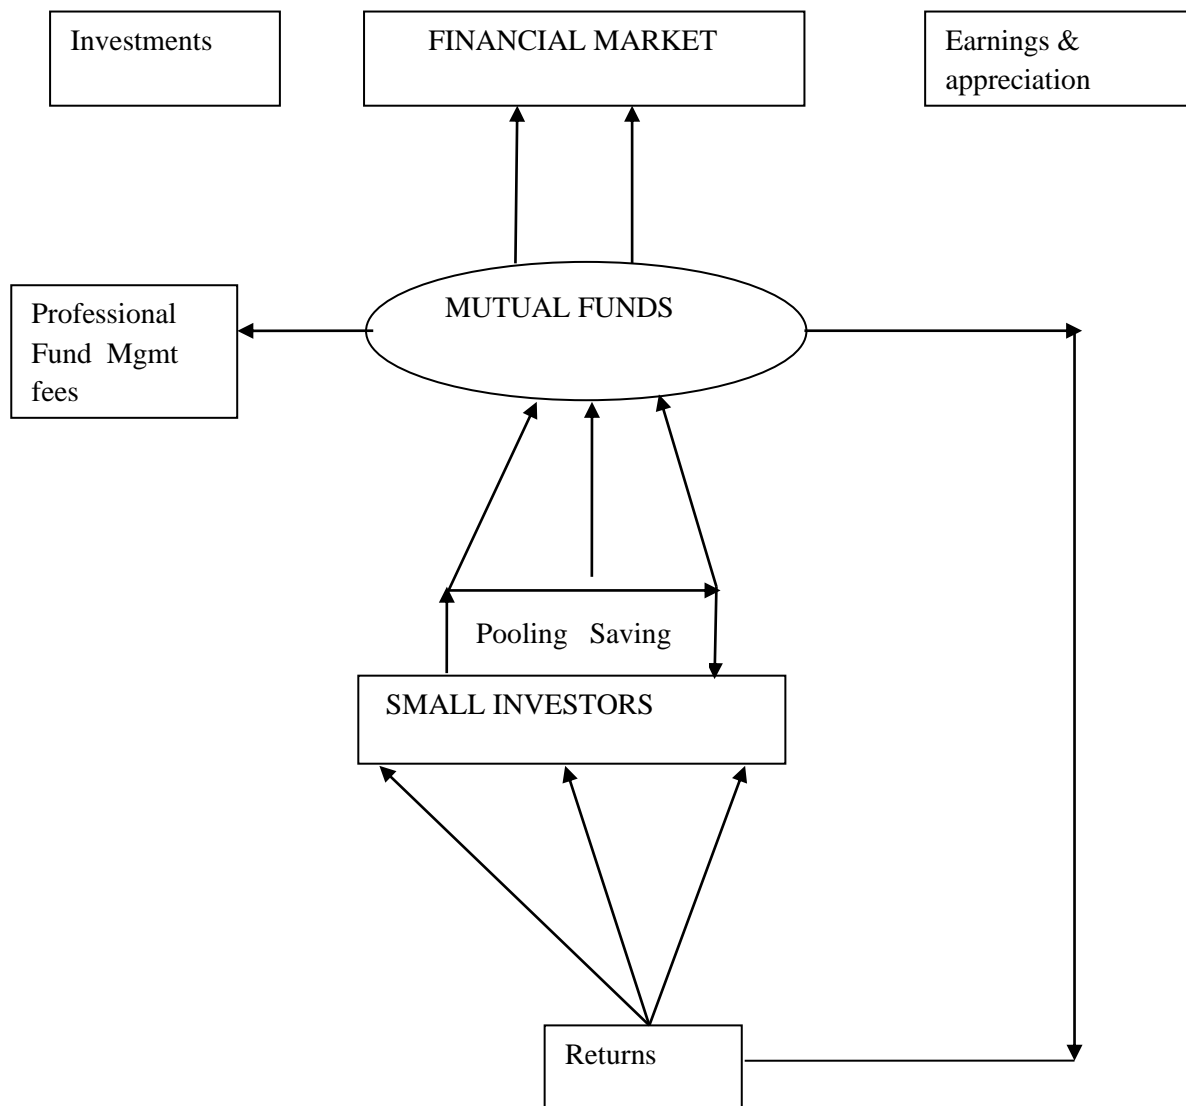 Investments
FINANCIAL MARKET
Earnings &
appreciation
MUTUAL FUNDS
Professional
Fund Mgmt
fees
Pooling Saving
SMALL INVESTORS
Returns